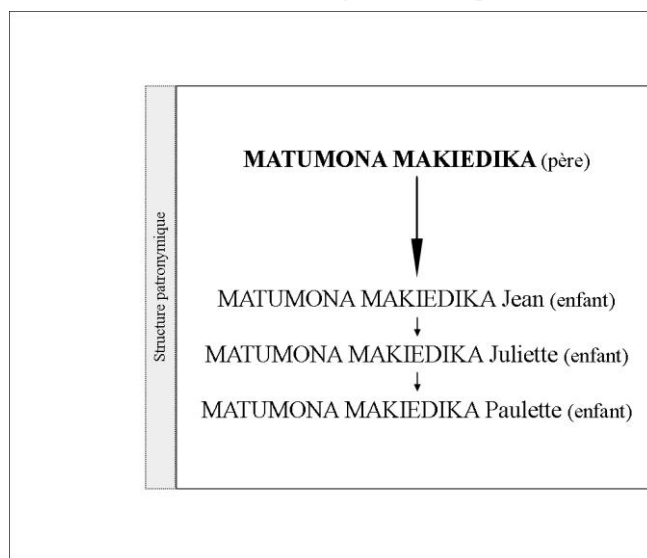 Structure patronymique
MATUMONA MAKIEDIKA (père)
MATUMONA MAKIEDIKA Jean (enfant)
MATUMONA MAKIEDIKA Juliette (enfant)
MATUMONA MAKIEDIKA Paulette (enfant)